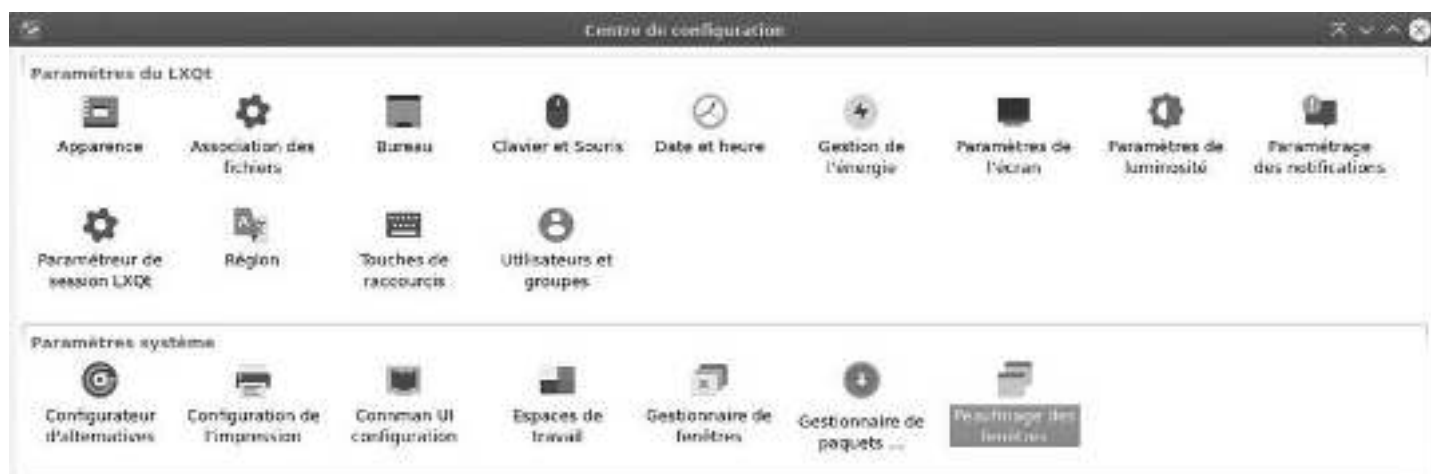 Centre de configuration
Paramètres du LXQt
Apparence
Association des
fichiers
Bureau
Clavier et Souris
Date et heure
Gestion de
l'énergie
Paramètres de
l'écran
Paramètres de
luminosité
Paramétrage
des notifications
Paramétreur de
session LXQt
Région
Touches de
raccourcis
Utilisateurs et
groupes
Paramètres système
Configurateur
d'alternatives
Configuration de
l'impression
Connman UI
configuration
Espaces de
travail
Gestionnaire de
fenêtres
Gestionnaire de
paquets ...
Peaufinage des
fenêtres